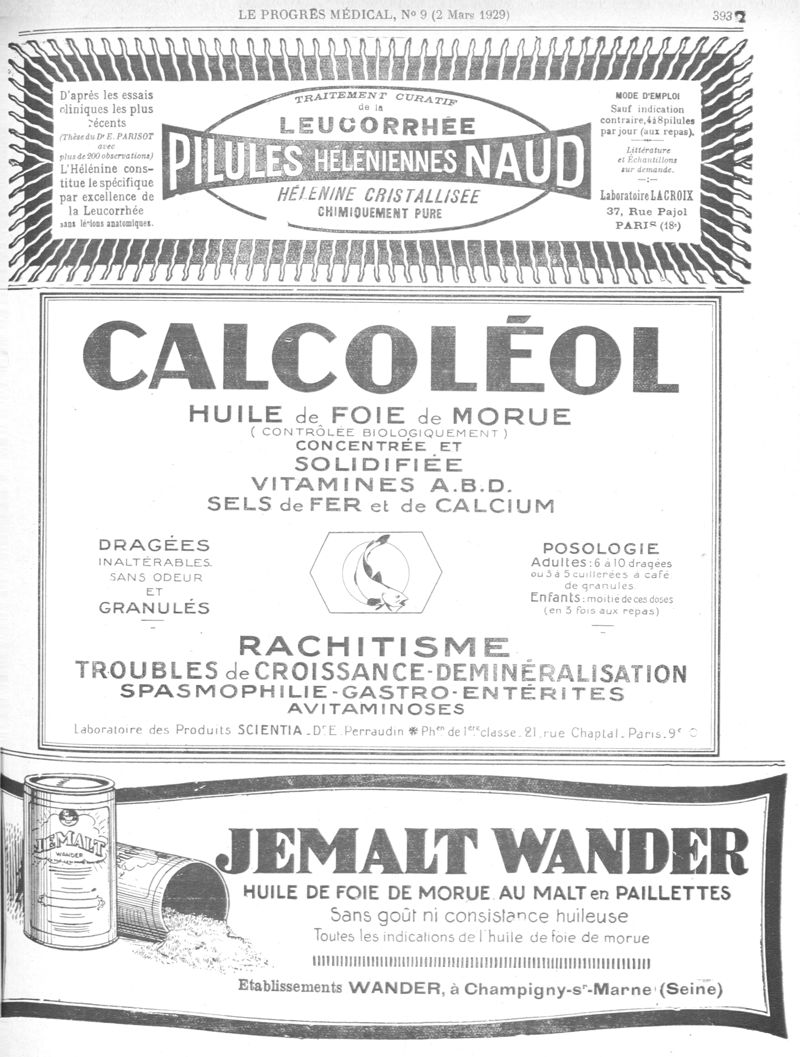 LE PROGRÈS MÉDICAL, Nº 9 (2 Mars 1929)
393
D'après les essais
cliniques les plus
récents
(Thèse du Dr E. PARISOT
avec
plus de 200 observations)
L'Hélénine cons-
titue le spécifique
par excellence de
la Leucorrhée
sans lésions anatomiques.
TRAITEMENT CURATIF
de la
LEUCORRHÉE
PILULES HÉLÉNIENNES NAUD
HÉLÉNINE CRISTALLISÉE
CHIMIQUEMENT PURE
MODE D'EMPLOI
Sauf indication
contraire, 4 à 8 pilules
par jour (aux repas).
Littérature
et Échantillons
sur demande.
Laboratoire LACROIX
37, Rue Pajol
PARIS (18e)
CALCOLÉOL
HUILE de FOIE de MORUE
(CONTRÔLÉE BIOLOGIQUEMENT)
CONCENTRÉE ET
SOLIDIFIÉE
VITAMINES A.B.D.
SELS de FER et de CALCIUM
DRAGÉES
INALTÉRABLES.
SANS ODEUR
ET
GRANULÉS
POSOLOGIE
Adultes : 6 à 10 dragées
ou 3 à 5 cuillerées à café
de granules
Enfants : moitié de ces doses
(en 3 fois aux repas)
RACHITISME
TROUBLES de CROISSANCE-DEMINÉRALISATION
SPASMOPHILIE-GASTRO-ENTÉRITES
AVITAMINOSES
Laboratoire des Produits SCIENTIA _ Dr E. Perraudin * Phen de 1ère classe. 21, rue Chaptal. Paris. 9e
JEMALT
WANDER
JEMALT WANDER
HUILE DE FOIE DE MORUE AU MALT en PAILLETTES
Sans goût ni consistance huileuse
Toutes les indications de l'huile de foie de morue
Etablissements WANDER, à Champigny-sr-Marne (Seine)